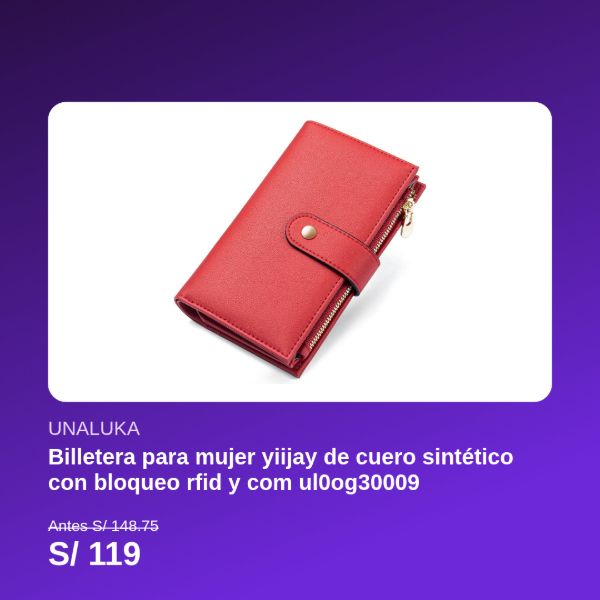 UNALUKA
Billetera para mujer yiijay de cuero sintético
con bloqueo rfid y com ul0og30009
Antes S/ 148.75
S/ 119